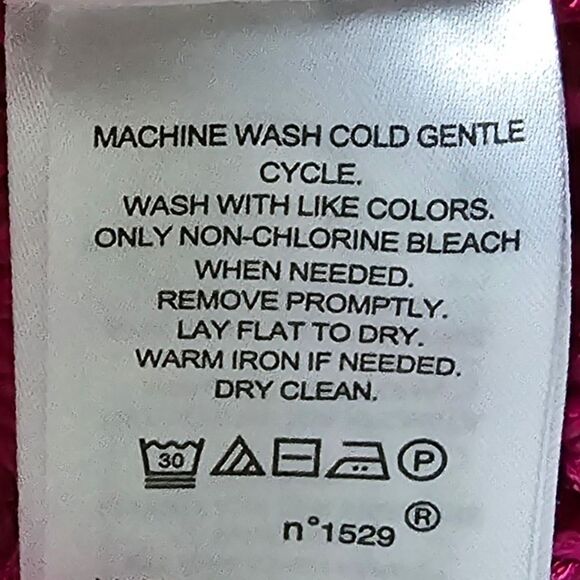 MACHINE WASH COLD GENTLE
CYCLE.
WASH WITH LIKE COLORS.
ONLY NON-CHLORINE BLEACH
WHEN NEEDED.
REMOVE PROMPTLY.
LAY FLAT TO DRY.
WARM IRON IF NEEDED.
DRY CLEAN.
30 P
n°1529 ®